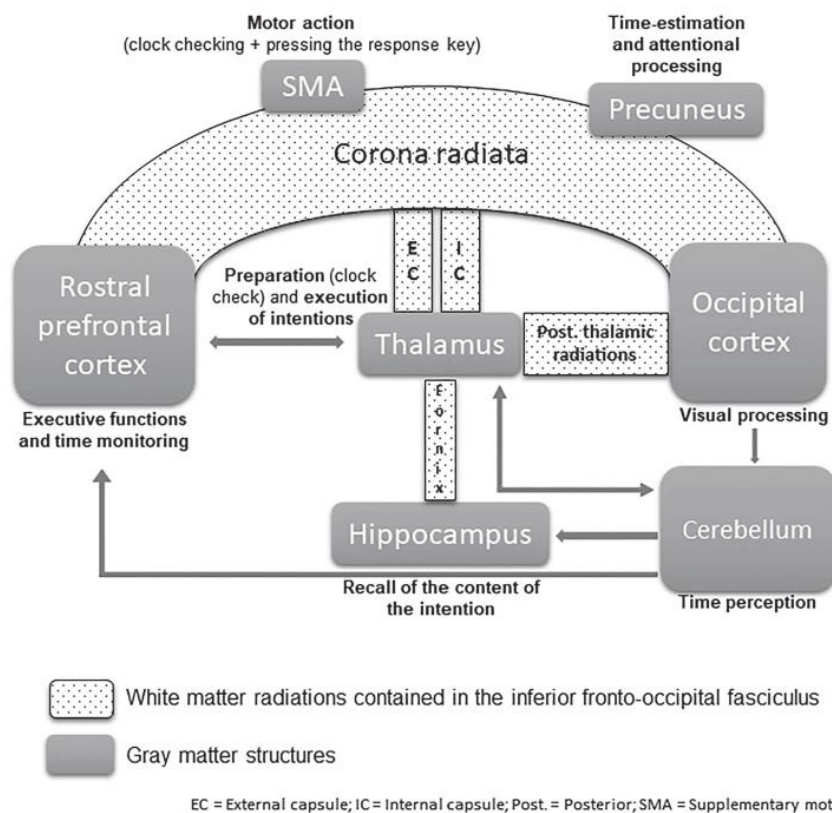 Motor action
(clock checking + pressing the response key)
Time-estimation
and attentional
processing
SMA
Precuneus
Corona radiata
E
C
I
C
Rostral
prefrontal
cortex
Preparation (clock
check) and execution
of intentions
Thalamus
Post. thalamic
radiations
Occipital
cortex
Executive functions
and time monitoring
Visual processing
f
o
r
n
i
x
Hippocampus
Cerebellum
Recall of the content of
the intention
Time perception
White matter radiations contained in the inferior fronto-occipital fasciculus
Gray matter structures
EC = External capsule; IC = Internal capsule; Post. = Posterior; SMA = Supplementary